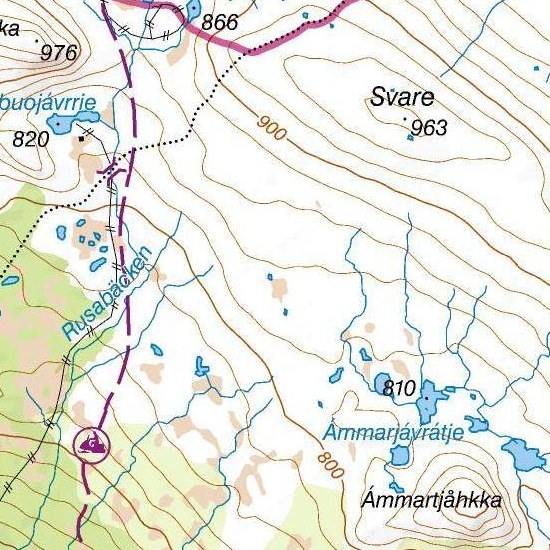 ka
866
976
Svare
buojávrrie
900
963
820
Rusabäcken
810
Ámmarjávrátje
800
Ámmartjåhkka